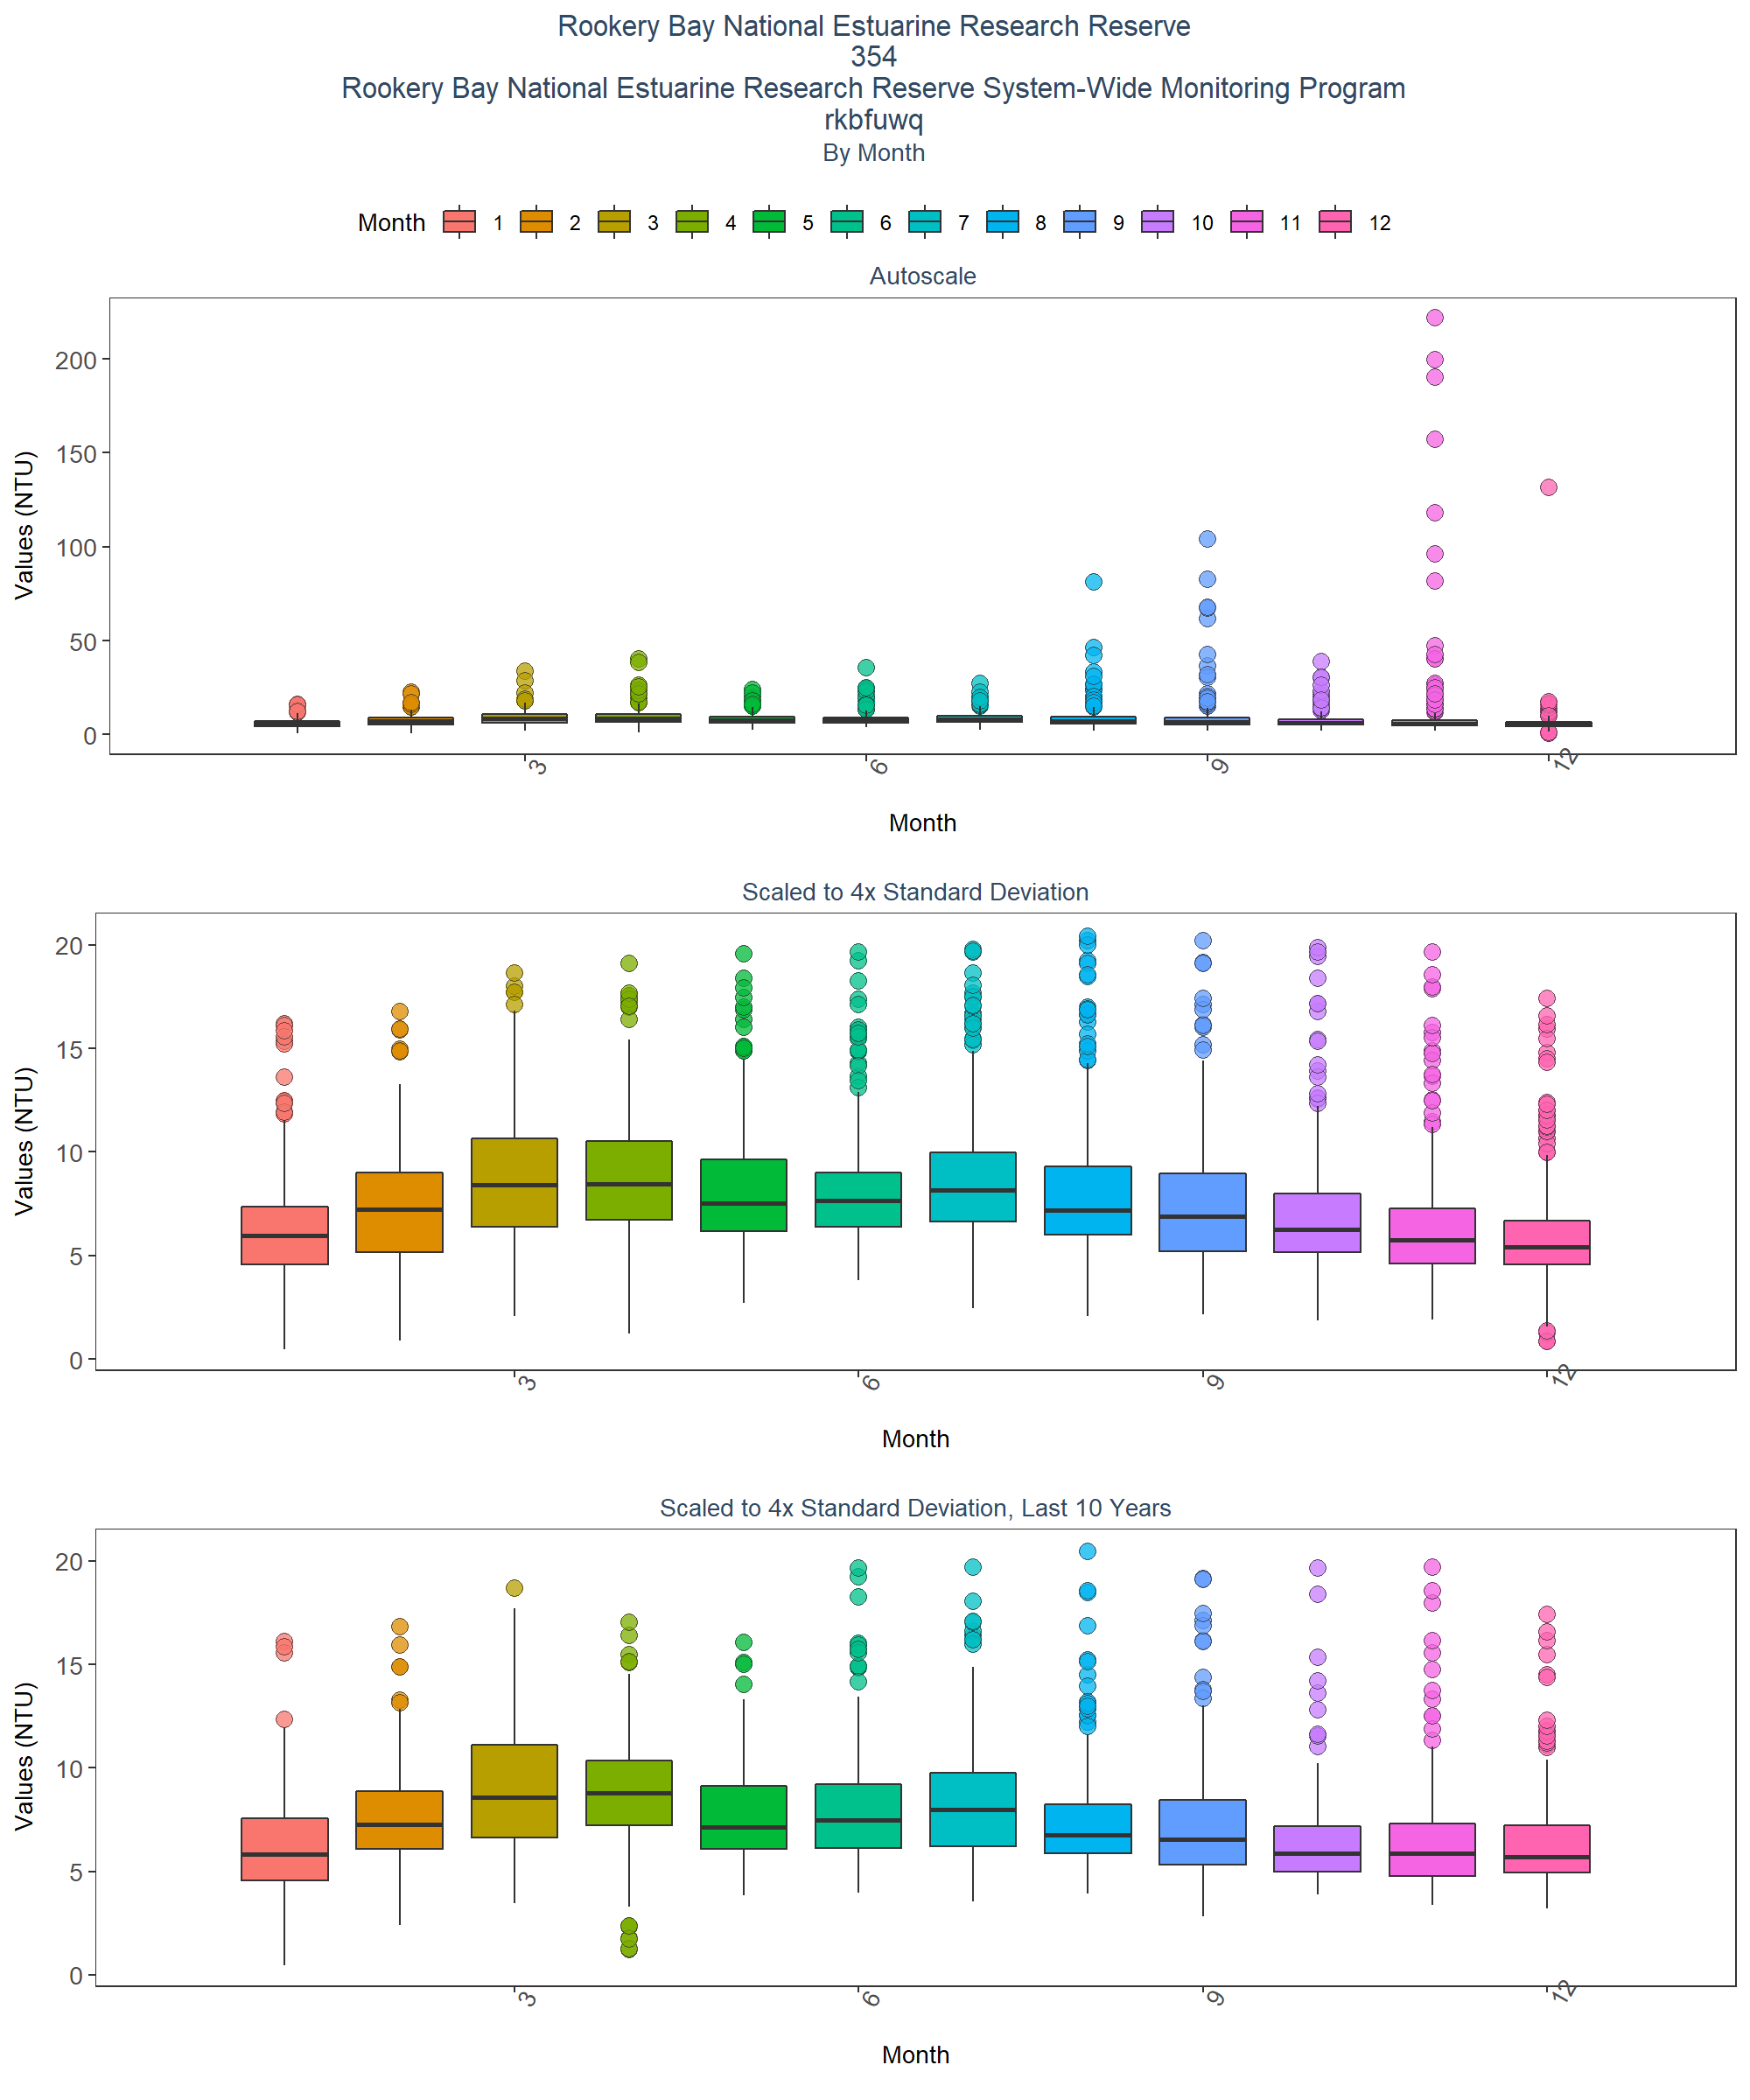 Rookery Bay National Estuarine Research Reserve
354
Rookery Bay National Estuarine Research Reserve System-Wide Monitoring Program
rkbfuwq
By Month
Month 1 2 3 4 5 6 7 8 9 10 11 12
Autoscale
Values (NTU)
200
150
100
50
0
3 6 9 12
Month
Scaled to 4x Standard Deviation
Values (NTU)
20
15
10
5
0
3 6 9 12
Month
Scaled to 4x Standard Deviation, Last 10 Years
Values (NTU)
20
15
10
5
0
3 6 9 12
Month